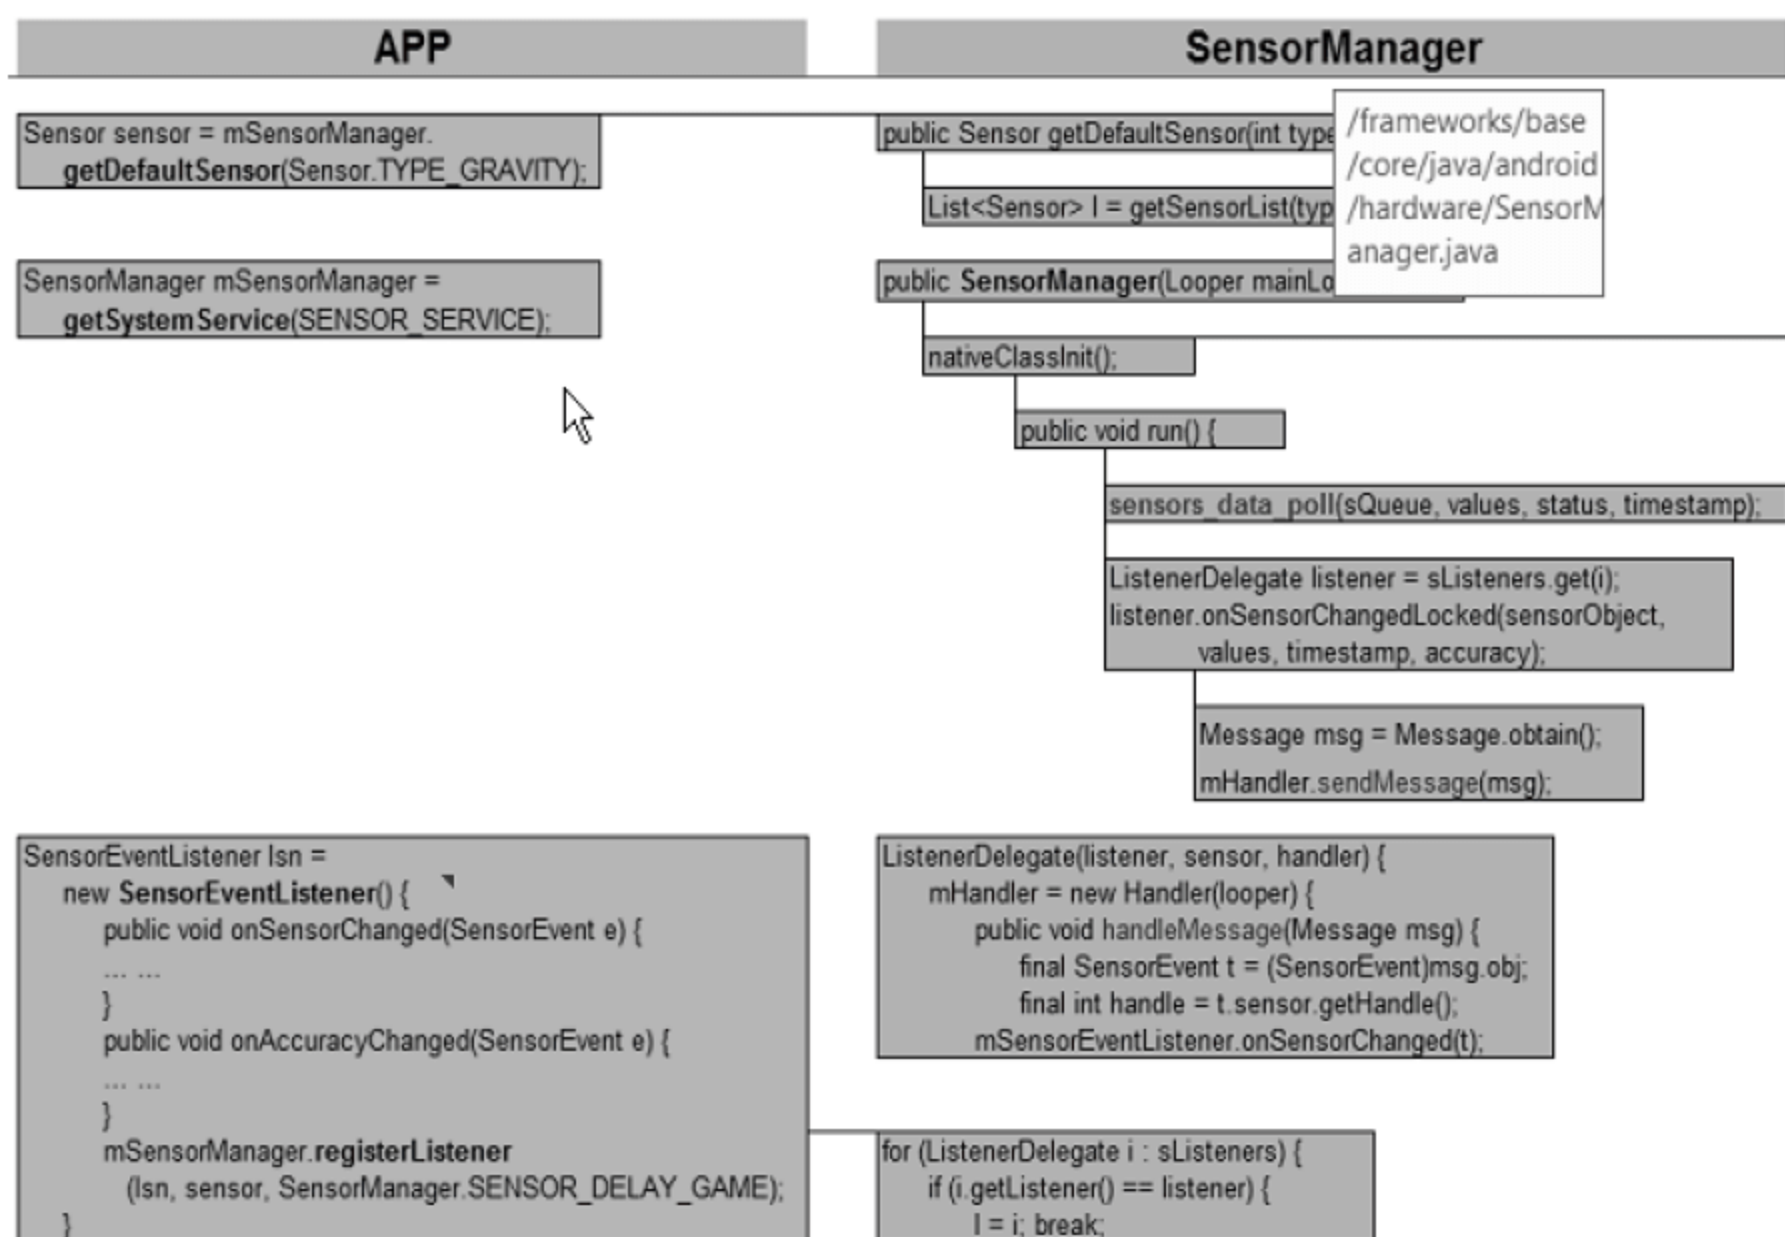 APP
SensorManager
Sensor sensor = mSensorManager.
getDefaultSensor(Sensor.TYPE_GRAVITY);
public Sensor getDefaultSensor(int type
List<Sensor> l = getSensorList(typ
/frameworks/base
/core/java/android
/hardware/SensorM
anager.java
SensorManager mSensorManager =
getSystemService(SENSOR_SERVICE);
public SensorManager(Looper mainLo
nativeClassInit();
public void run() {
sensors_data_poll(sQueue, values, status, timestamp);
ListenerDelegate listener = sListeners.get(i);
listener.onSensorChangedLocked(sensorObject,
values, timestamp, accuracy);
Message msg = Message.obtain();
mHandler.sendMessage(msg);
SensorEventListener lsn =
new SensorEventListener() {
public void onSensorChanged(SensorEvent e) {
... ...
}
public void onAccuracyChanged(SensorEvent e) {
... ...
}
mSensorManager.registerListener
(lsn, sensor, SensorManager.SENSOR_DELAY_GAME);
}
ListenerDelegate(listener, sensor, handler) {
mHandler = new Handler(looper) {
public void handleMessage(Message msg) {
final SensorEvent t = (SensorEvent)msg.obj;
final int handle = t.sensor.getHandle();
mSensorEventListener.onSensorChanged(t);
for (ListenerDelegate i : sListeners) {
if (i.getListener() == listener) {
l = i; break;